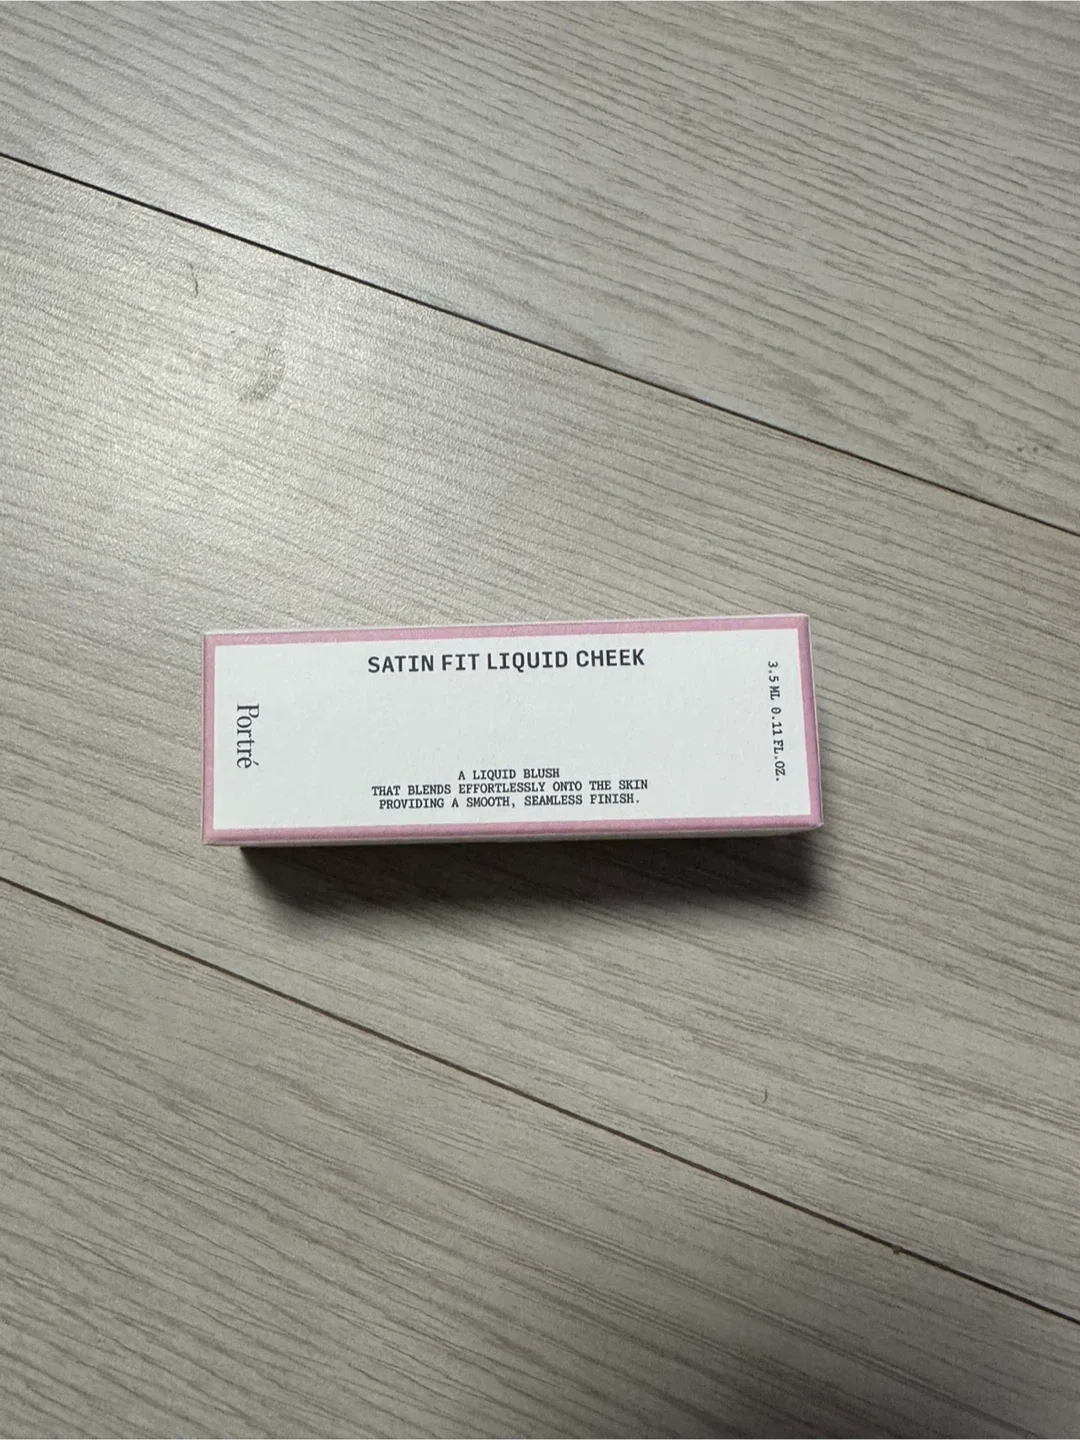 SATIN FIT LIQUID CHEEK
Portré
A LIQUID BLUSH
THAT BLENDS EFFORTLESSLY ONTO THE SKIN
PROVIDING A SMOOTH, SEAMLESS FINISH.
3.5 ML 0.11 FL.OZ.